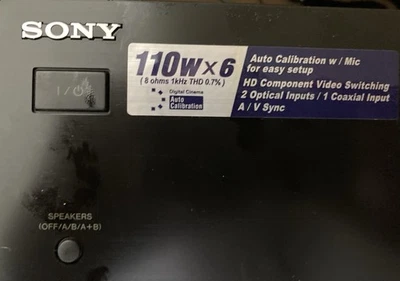 SONY
110W×6
( 8 ohms 1kHz THD 0.7% )
Digital Cinema
Auto
Calibration
Auto Calibration w / Mic
for easy setup
HD Component Video Switching
2 Optical Inputs / 1 Coaxial Input
A / V Sync
I / ⏻
SPEAKERS
(OFF/A/B/A+B)